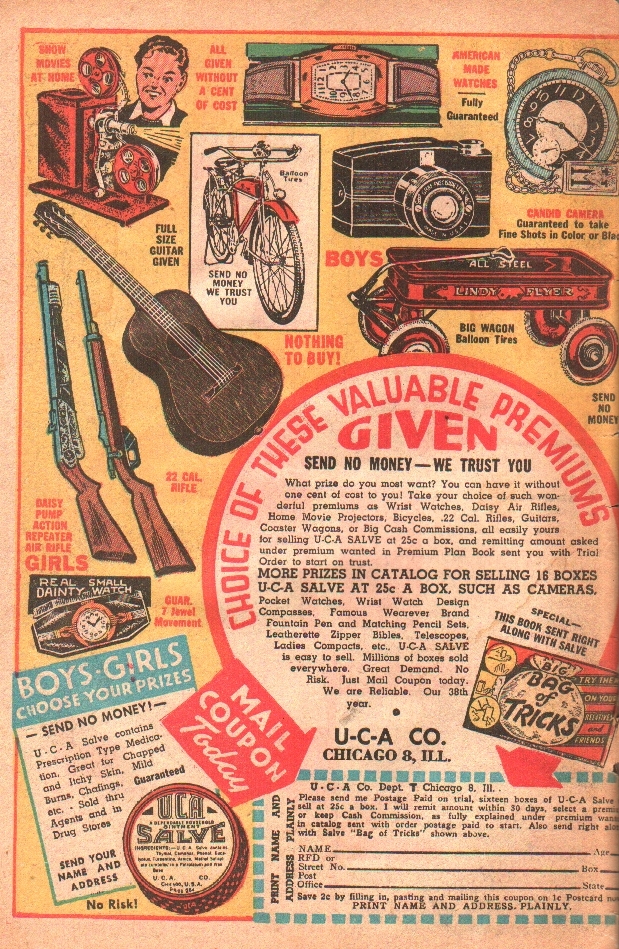 SHOW
MOVIES
AT HOME
ALL
GIVEN
WITHOUT
A CENT
OF COST
AMERICAN
MADE
WATCHES
Fully
Guaranteed
Balloon
Tires
SEND NO
MONEY
WE TRUST
YOU
FULL
SIZE
GUITAR
GIVEN
CANDID CAMERA
Guaranteed to take
Fine Shots in Color or Blac
BOYS
ALL STEEL
LINDY FLYER
BIG WAGON
Balloon Tires
NOTHING
TO BUY!
SEND
NO
MONEY
22 CAL.
RIFLE
DAISY
PUMP
ACTION
REPEATER
AIR RIFLE
GIRLS
REAL SMALL
DAINTY WATCH
GUAR.
7 Jewel
Movement
CHOICE OF THESE VALUABLE PREMIUMS
GIVEN
SEND NO MONEY—WE TRUST YOU
What prize do you most want? You can have it without
one cent of cost to you! Take your choice of such won-
derful premiums as Wrist Watches, Daisy Air Rifles,
Home Movie Projectors, Bicycles, .22 Cal. Rifles, Guitars,
Coaster Wagons, or Big Cash Commissions, all easily yours
for selling U-C-A SALVE at 25c a box, and remitting amount asked
under premium wanted in Premium Plan Book sent you with Trial
Order to start on trust.
MORE PRIZES IN CATALOG FOR SELLING 16 BOXES
U-C-A SALVE AT 25c A BOX, SUCH AS CAMERAS,
Pocket Watches, Wrist Watch Design
Compasses, Famous Wearever Brand
Fountain Pen and Matching Pencil Sets,
Leatherette Zipper Bibles, Telescopes,
Ladies Compacts, etc., U-C-A SALVE
is easy to sell. Millions of boxes sold
everywhere. Great Demand. No
Risk. Just Mail Coupon today.
We are Reliable. Our 38th
year.
U-C-A CO.
CHICAGO 8, ILL.
SPECIAL—
THIS BOOK SENT RIGHT
ALONG WITH SALVE
"BIG"
BAG
of
TRICKS
TRY THEM
ON YOUR
RELATIVES
and
FRIENDS
BOYS-GIRLS
CHOOSE YOUR PRIZES
— SEND NO MONEY! —
U-C-A Salve contains
Prescription Type Medica-
tion. Great for Chapped
and Itchy Skin, Mild
Burns, Chafings,
etc. - Sold thru
Agents and in
Drug Stores
Guaranteed
SEND YOUR
NAME AND
ADDRESS
No Risk!
UCA
A DEPENDABLE HOUSEHOLD
OINTMENT
SALVE
U. C. A. CO.
Chicago, U.S.A.
MAIL
COUPON
Today
PRINT NAME AND
ADDRESS PLAINLY
U-C-A Co. Dept. T Chicago 8, Ill.
Please send me Postage Paid on trial, sixteen boxes of U-C-A Salve
sell at 25c a box. I will remit amount within 30 days, select a premiu
or keep Cash Commission, as fully explained under premium wan
in catalog sent with order postage paid to start. Also send right alo
with Salve "Bag of Tricks" shown above.
NAME Age
RFD or
Street No. Box
Post
Office State
Save 2c by filling in, pasting and mailing this coupon on 1c Postcard no
PRINT NAME AND ADDRESS. PLAINLY.